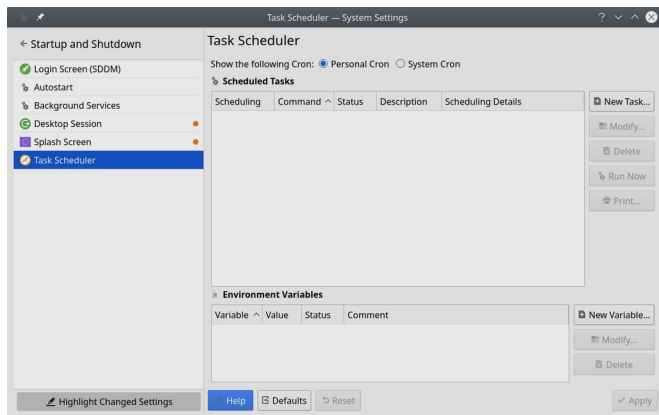 Task Scheduler — System Settings
← Startup and Shutdown
Login Screen (SDDM)
Autostart
Background Services
Desktop Session
Splash Screen
Task Scheduler
Highlight Changed Settings
Task Scheduler
Show the following Cron: Personal Cron System Cron
Scheduled Tasks
Scheduling Command Status Description Scheduling Details
New Task...
Modify...
Delete
Run Now
Print...
Environment Variables
Variable Value Status Comment
New Variable...
Modify...
Delete
Help Defaults Reset Apply